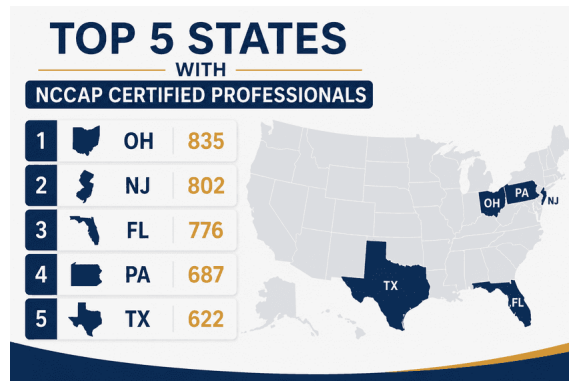 TOP 5 STATES
WITH
NCCAP CERTIFIED PROFESSIONALS
1 OH 835
2 NJ 802
3 FL 776
4 PA 687
5 TX 622
OH PA NJ
TX
FL